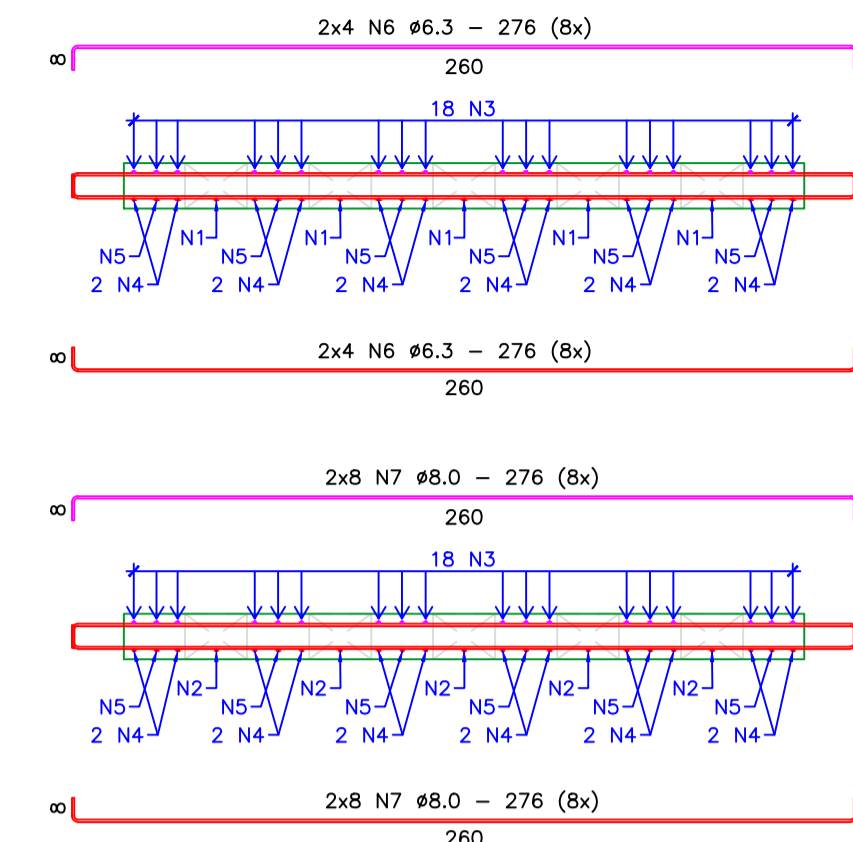 2x4 N6 ø6.3 – 276 (8x)
8
260
18 N3
N1 N1 N1 N1 N1
N5 N5 N5 N5 N5 N5
2 N4 2 N4 2 N4 2 N4 2 N4 2 N4
2x4 N6 ø6.3 – 276 (8x)
8
260
2x8 N7 ø8.0 – 276 (8x)
8
260
18 N3
N2 N2 N2 N2 N2
N5 N5 N5 N5 N5 N5
2 N4 2 N4 2 N4 2 N4 2 N4 2 N4
2x8 N7 ø8.0 – 276 (8x)
8
260